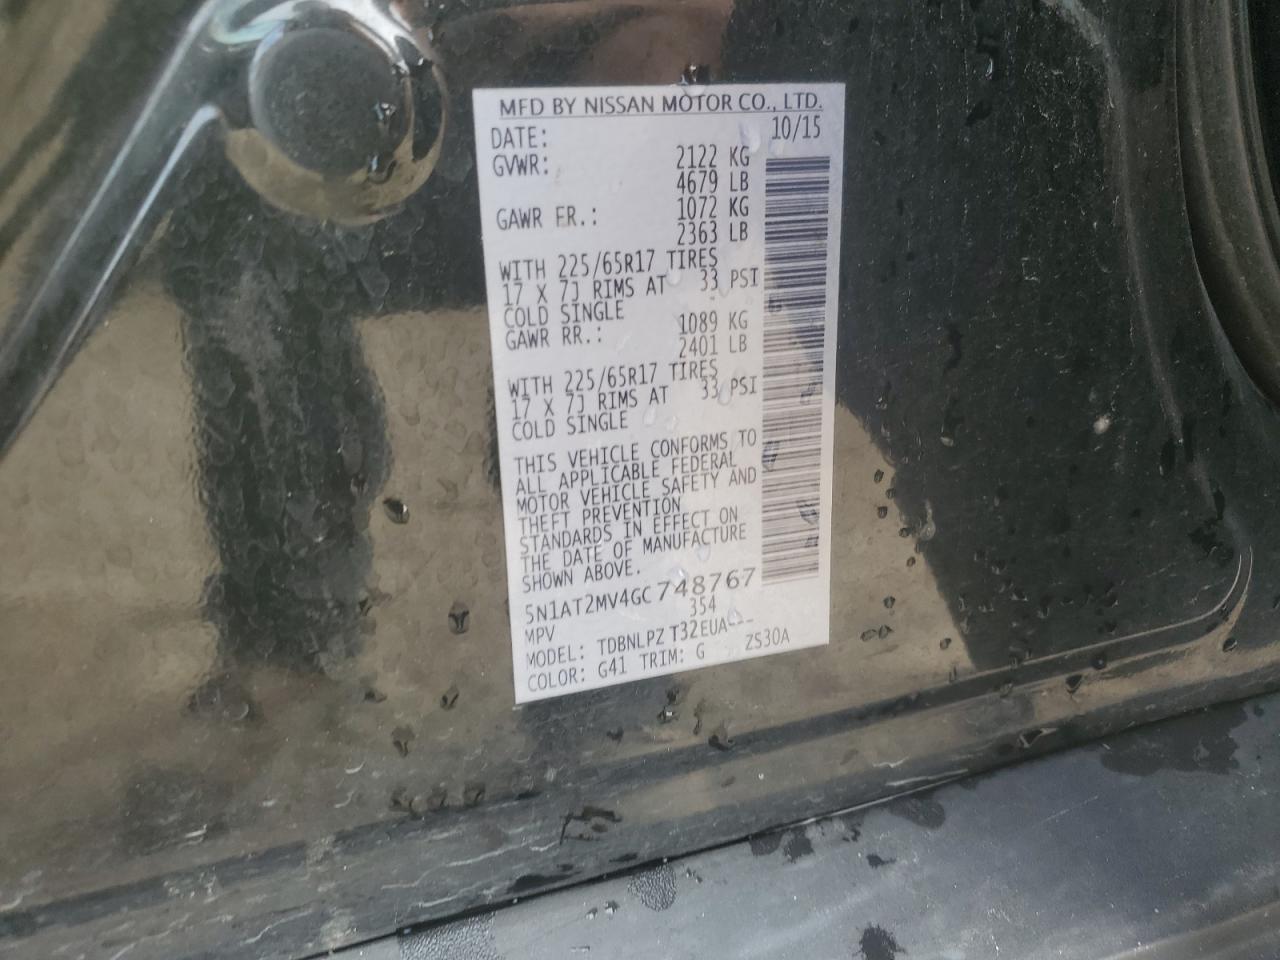 MFD BY NISSAN MOTOR CO., LTD.
DATE: 10/15
GVWR: 2122 KG
4679 LB
GAWR FR.: 1072 KG
2363 LB
WITH 225/65R17 TIRES
17 X 7J RIMS AT 33 PSI
COLD SINGLE
GAWR RR.: 1089 KG
2401 LB
WITH 225/65R17 TIRES
17 X 7J RIMS AT 33 PSI
COLD SINGLE
THIS VEHICLE CONFORMS TO
ALL APPLICABLE FEDERAL
MOTOR VEHICLE SAFETY AND
THEFT PREVENTION
STANDARDS IN EFFECT ON
THE DATE OF MANUFACTURE
SHOWN ABOVE.
5N1AT2MV4GC748767
MPV 354
MODEL: TDBNLPZ T32EUA---
COLOR: G41 TRIM: G ZS30A